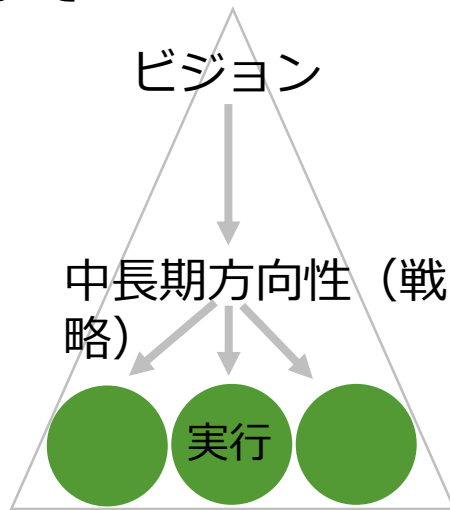 ビジョン
中長期方向性（戦
略）
実行